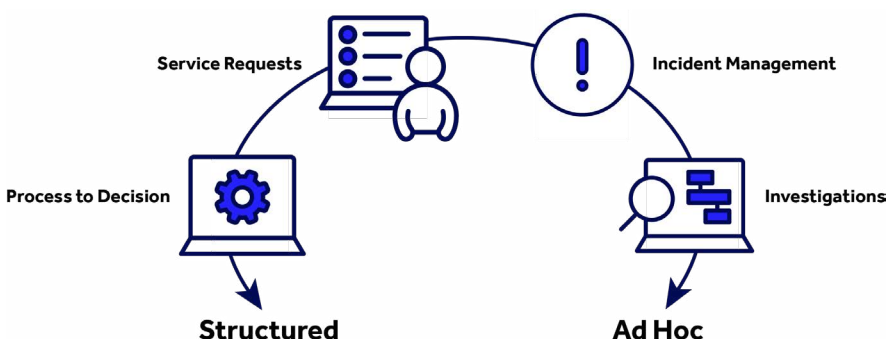 Service Requests
Incident Management
Process to Decision
Investigations
Structured
Ad Hoc